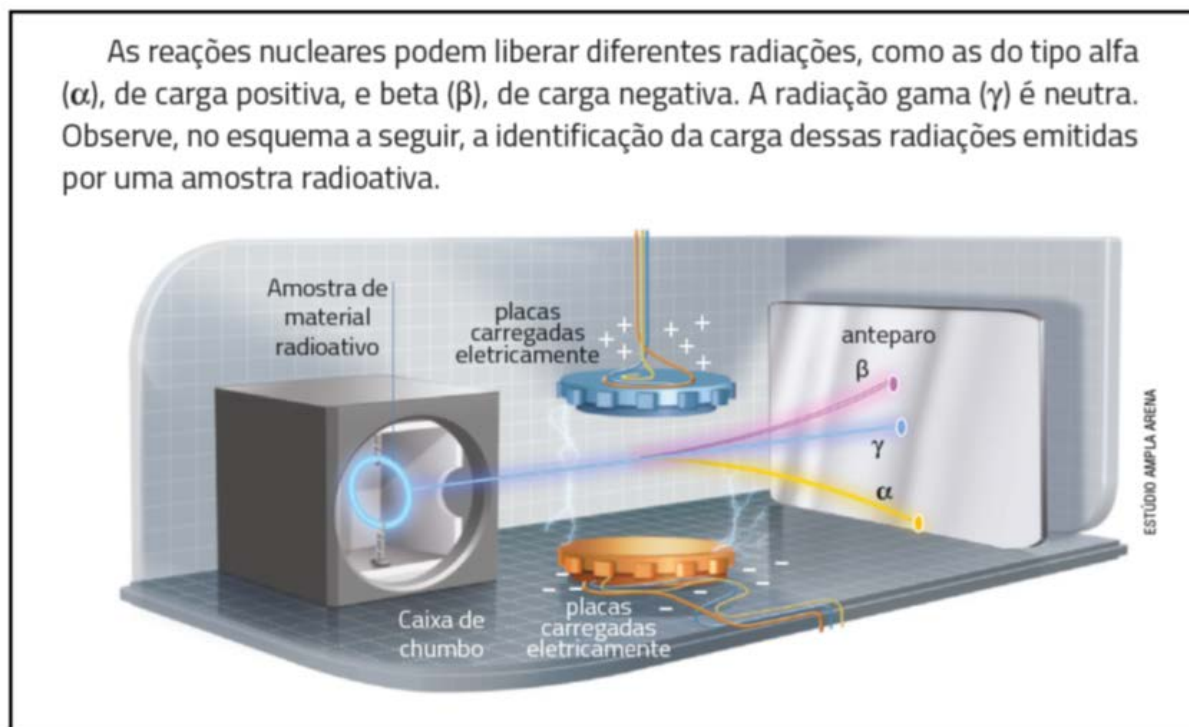 As reações nucleares podem liberar diferentes radiações, como as do tipo alfa
(α), de carga positiva, e beta (β), de carga negativa. A radiação gama (γ) é neutra.
Observe, no esquema a seguir, a identificação da carga dessas radiações emitidas
por uma amostra radioativa.
Amostra de
material
radioativo
placas
carregadas
eletricamente
+ + + + + + + +
anteparo
β
γ
α
Caixa de
chumbo
placas
carregadas
eletricamente
ESTÚDIO AMPLA ARENA